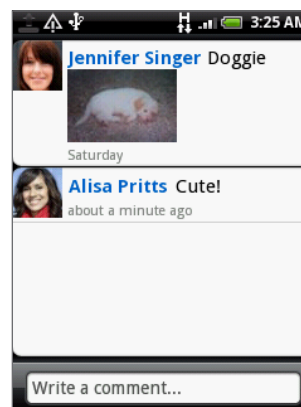 3:25 AM
Jennifer Singer Doggie
Saturday
Alisa Pritts Cute!
about a minute ago
Write a comment...